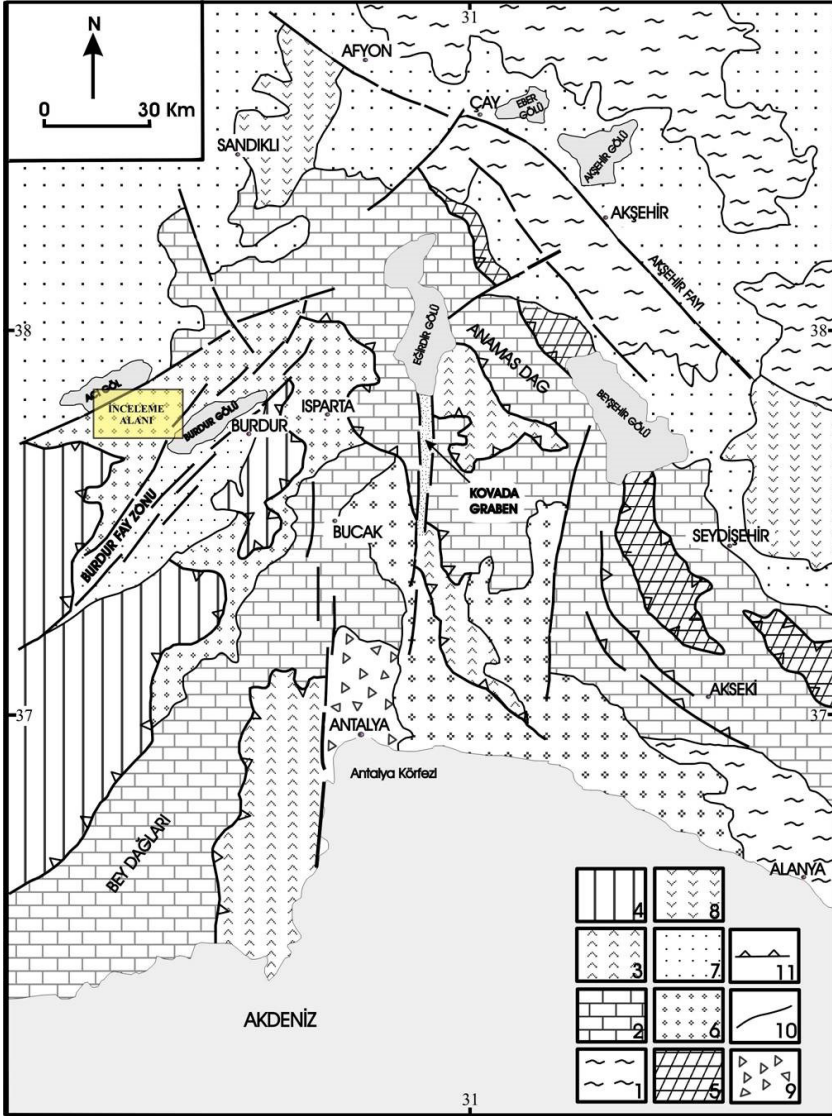 31
N
0 30 Km
AFYON
ÇAY
EBER
GÖLÜ
SANDIKLI
AKŞEHİR GÖLÜ
AKŞEHİR
AKŞEHİR FAYI
38
38
EĞİRDİR GÖLÜ
ANAMAS DAG
ACI GÖL
İNCELEME
ALANI
BURDUR GÖLÜ
BURDUR
ISPARTA
BEYŞEHİR GÖLÜ
KOVADA
GRABEN
BURDUR FAY ZONU
BUCAK
SEYDİŞEHİR
AKSEKİ
37
37
ANTALYA
Antalya Körfezi
BEY DAĞLARI
ALANYA
4 8
3 7 11
AKDENİZ
2 6 10
1 5 9
31